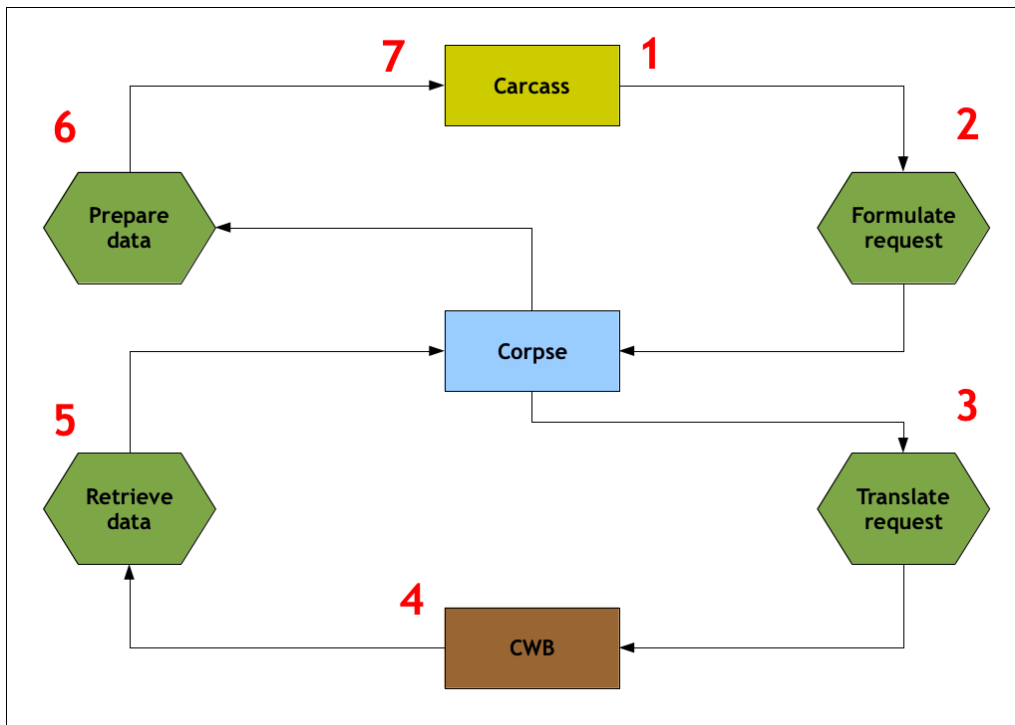 7
Carcass
1
6
2
Prepare
data
Formulate
request
Corpse
5
3
Retrieve
data
Translate
request
4
CWB